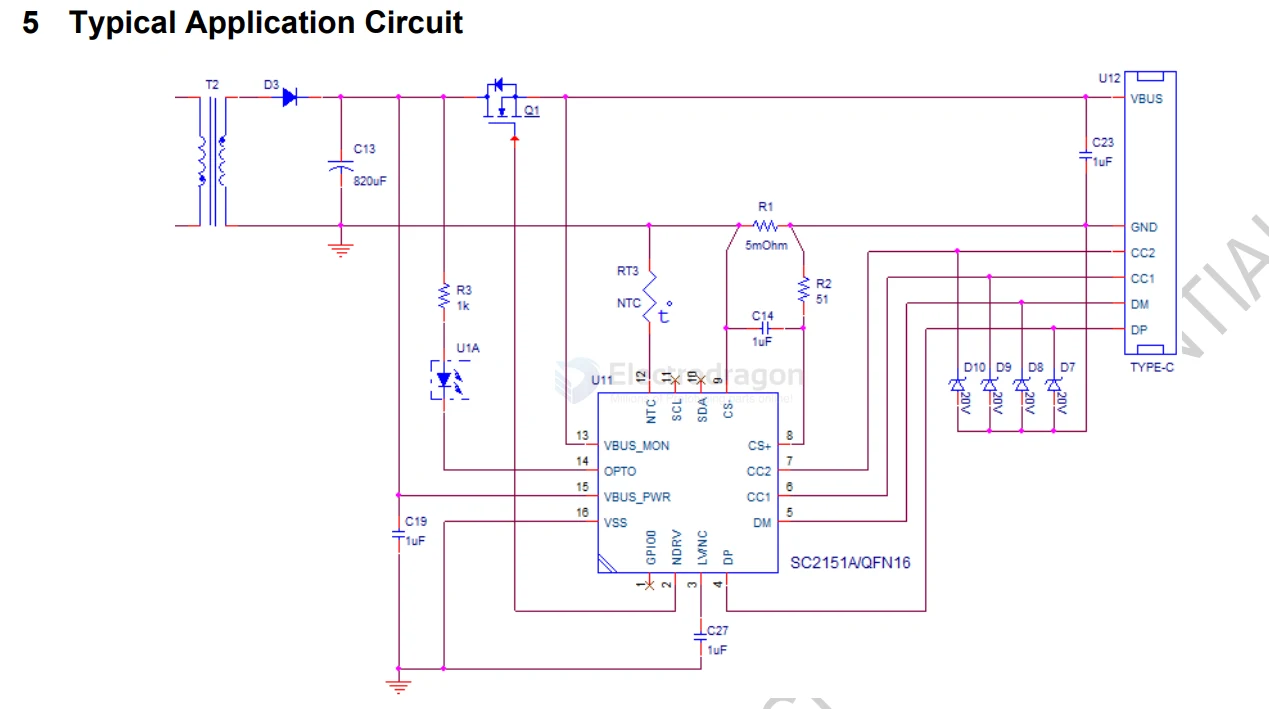 5 Typical Application Circuit
T2
D3
Q1
U12
VBUS
C13
820uF
C23
1uF
R1
5mOhm
GND
CC2
CC1
DM
DP
TYPE-C
RT3
NTC
t
R2
51
C14
1uF
R3
1k
U1A
D10
D9
D8
D7
20V
20V
20V
20V
Electrodragon
U11
12
11
10
9
NTC
SCL
SDA
CS-
13
VBUS_MON
14
OPTO
15
VBUS_PWR
16
VSS
8
CS+
7
CC2
6
CC1
5
DM
GPIO0
NDRV
LV/NC
DP
1
2
3
4
SC2151A/QFN16
C19
1uF
C27
1uF
NTIAL